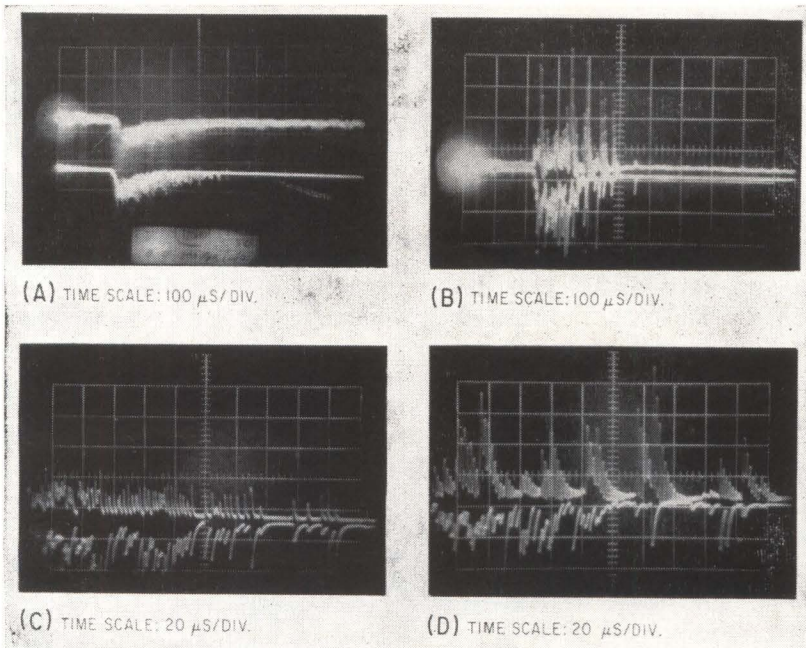 (A) TIME SCALE: 100 μS/DIV.
(B) TIME SCALE: 100 μS/DIV.
(C) TIME SCALE: 20 μS/DIV.
(D) TIME SCALE: 20 μS/DIV.